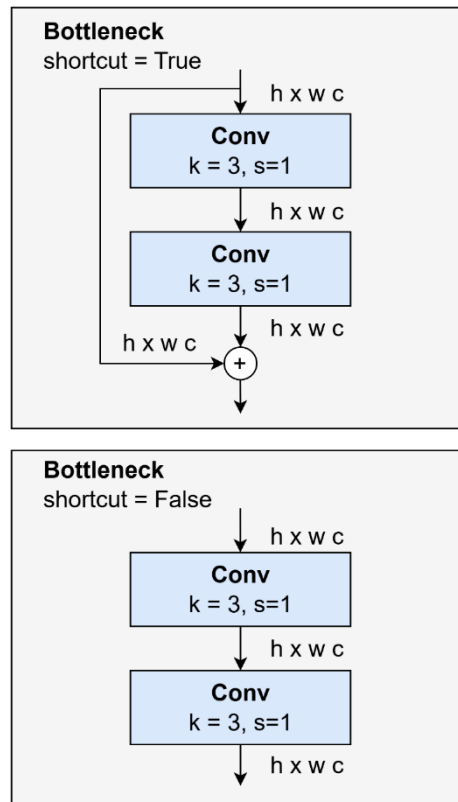 Bottleneck
shortcut = True
h x w c
Conv
k = 3, s=1
h x w c
Conv
k = 3, s=1
h x w c
h x w c
+
Bottleneck
shortcut = False
h x w c
Conv
k = 3, s=1
h x w c
Conv
k = 3, s=1
h x w c